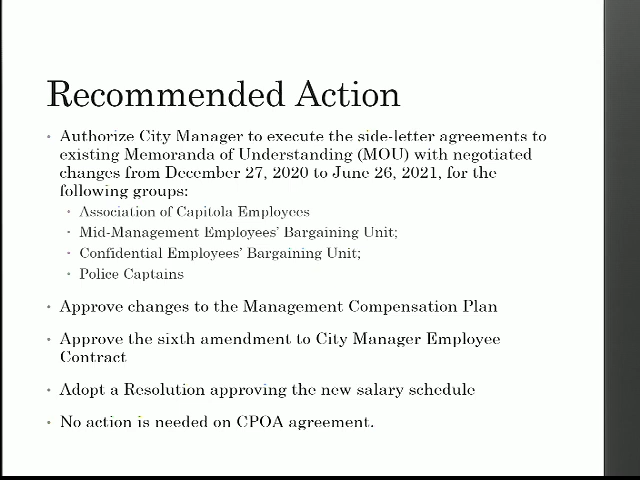 Recommended Action
• Authorize City Manager to execute the side-letter agreements to
existing Memoranda of Understanding (MOU) with negotiated
changes from December 27, 2020 to June 26, 2021, for the
following groups:
• Association of Capitola Employees
• Mid-Management Employees' Bargaining Unit;
• Confidential Employees' Bargaining Unit;
• Police Captains
• Approve changes to the Management Compensation Plan
• Approve the sixth amendment to City Manager Employee
Contract
• Adopt a Resolution approving the new salary schedule
• No action is needed on CPOA agreement.